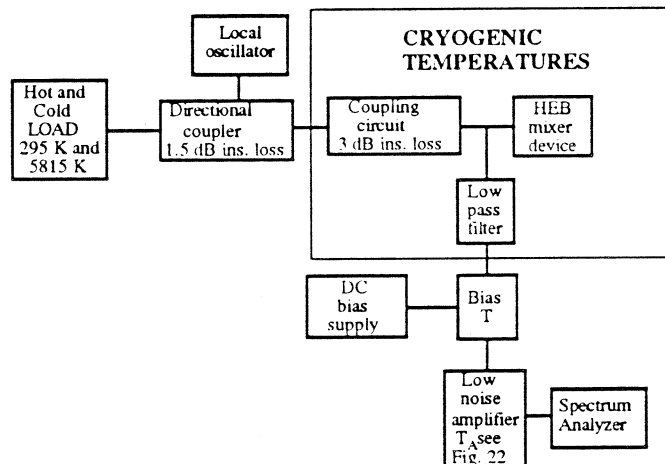 Local
oscillator
CRYOGENIC
TEMPERATURES
Hot and
Cold
LOAD
295 K and
5815 K
Directional
coupler
1.5 dB ins. loss
Coupling
circuit
3 dB ins. loss
HEB
mixer
device
Low
pass
filter
DC
bias
supply
Bias
T
Low
noise
amplifier
TA see
Fig. 22
Spectrum
Analyzer